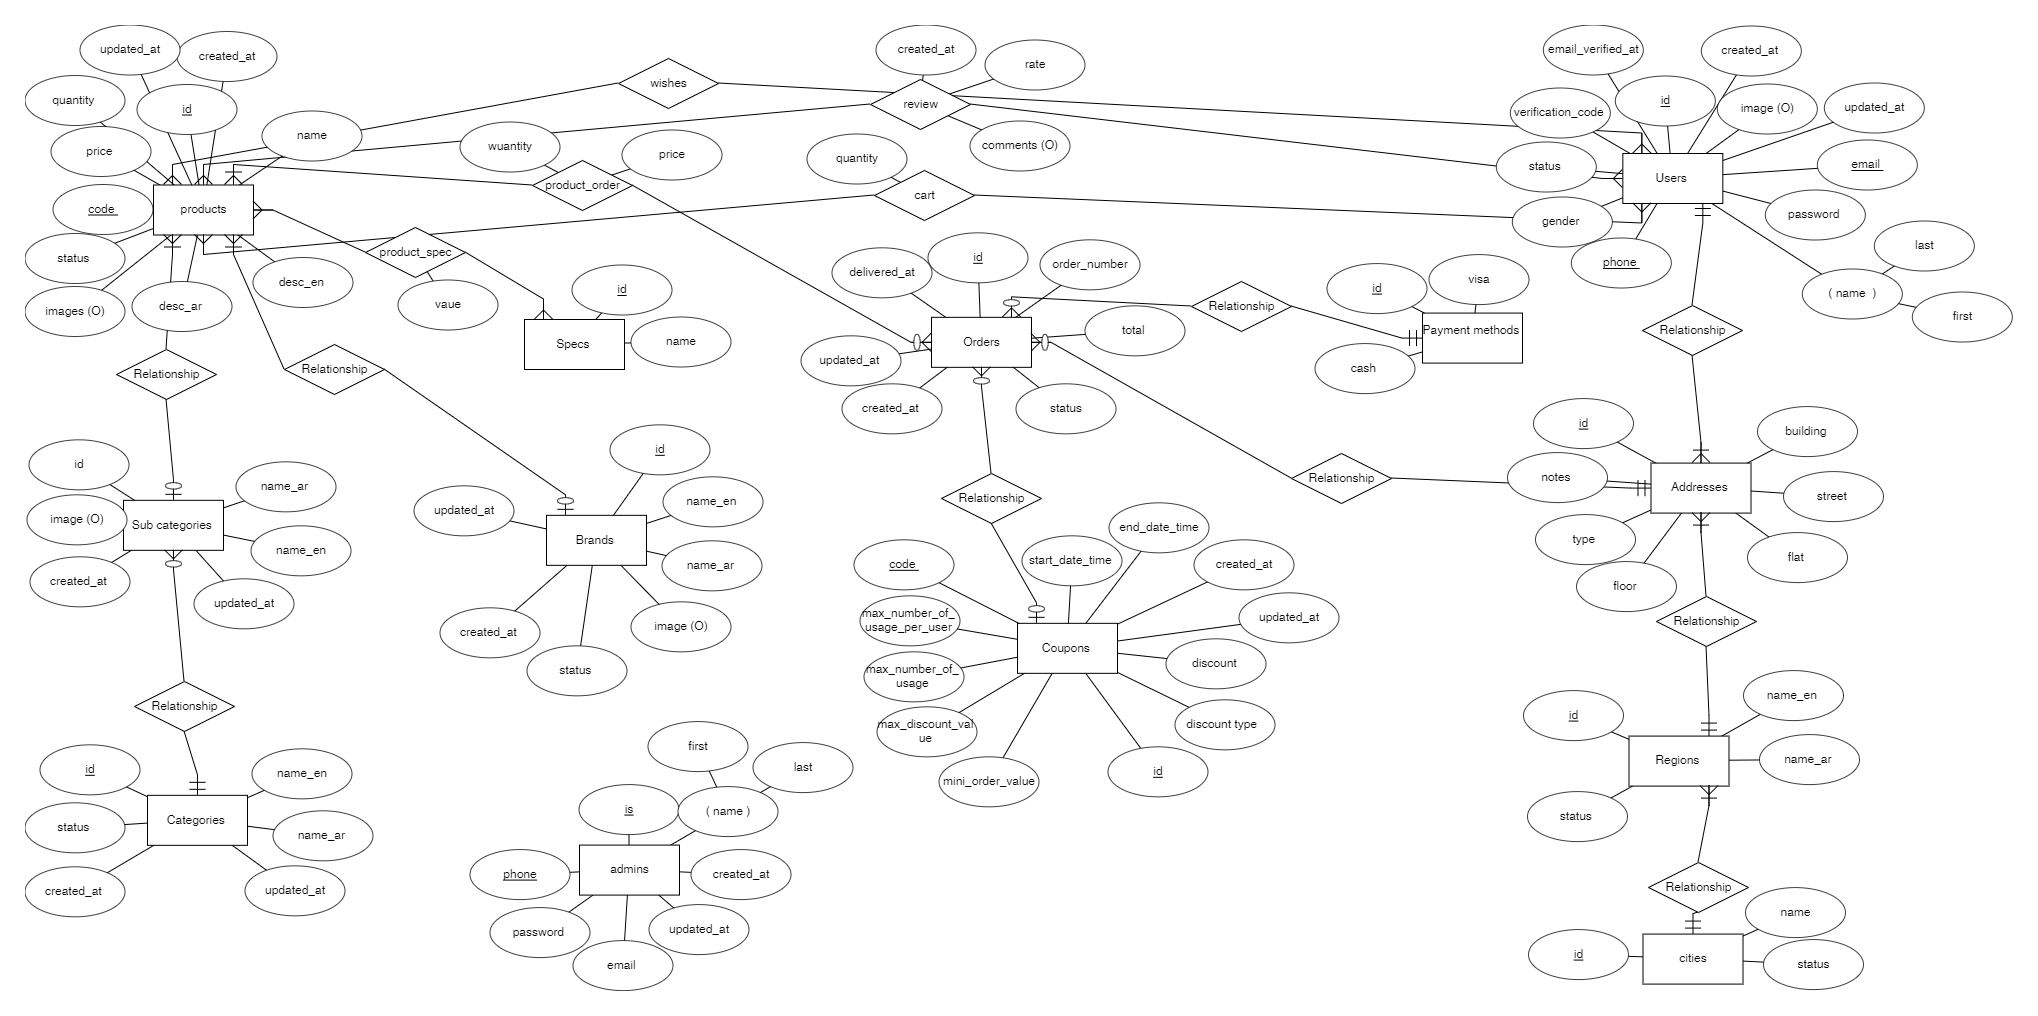 updated_at
created_at
quantity
id
name
price
code
products
status
images (O)
desc_ar
desc_en
wishes
created_at
rate
review
comments (O)
wuantity
product_order
price
quantity
cart
product_spec
vaue
id
Specs
name
email_verified_at
created_at
verification_code
id
image (O)
updated_at
status
Users
email
gender
password
phone
last
( name  )
first
delivered_at
id
order_number
Orders
total
updated_at
created_at
status
Relationship
id
visa
Payment methods
cash
Relationship
Relationship
Relationship
id
image (O)
Sub categories
name_ar
name_en
created_at
updated_at
id
updated_at
name_en
Brands
name_ar
created_at
image (O)
status
Relationship
Relationship
id
building
notes
Addresses
street
type
flat
floor
Relationship
end_date_time
start_date_time
code
created_at
max_number_of_
usage_per_user
updated_at
Coupons
discount
max_number_of_
usage
max_discount_val
ue
discount type
mini_order_value
id
Relationship
id
name_en
status
Categories
name_ar
created_at
updated_at
first
last
is
( name )
phone
admins
created_at
password
updated_at
email
id
name_en
Regions
name_ar
status
Relationship
name
id
cities
status